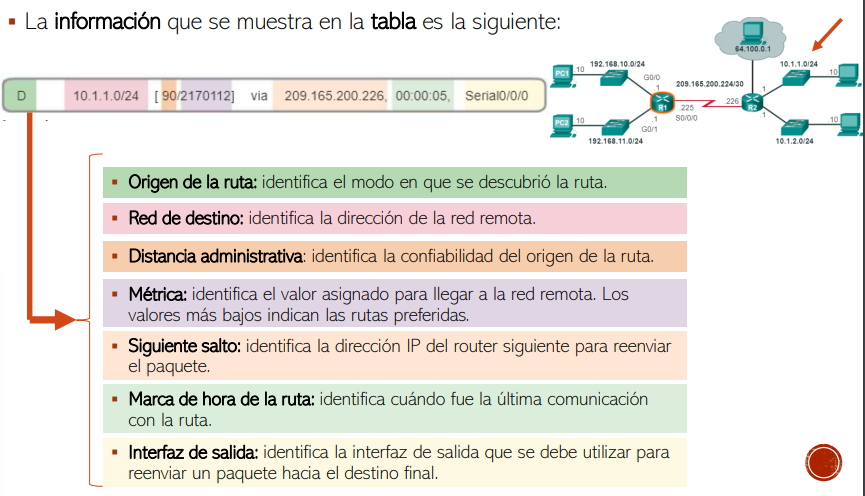 ▪ La información que se muestra en la tabla es la siguiente:
D 10.1.1.0/24 [ 90/2170112] via 209.165.200.226, 00:00:05, Serial0/0/0
64.100.0.1
PC1 .10 192.168.10.0/24
G0/0
.1
10.1.1.0/24
10
209.165.200.224/30
R1
.226
R2
.1
225
S0/0/0
PC2 .10
.1
G0/1
192.168.11.0/24
.1
.10
10.1.2.0/24
▪ Origen de la ruta: identifica el modo en que se descubrió la ruta.
▪ Red de destino: identifica la dirección de la red remota.
▪ Distancia administrativa: identifica la confiabilidad del origen de la ruta.
▪ Métrica: identifica el valor asignado para llegar a la red remota. Los
valores más bajos indican las rutas preferidas.
▪ Siguiente salto: identifica la dirección IP del router siguiente para reenviar
el paquete.
▪ Marca de hora de la ruta: identifica cuándo fue la última comunicación
con la ruta.
▪ Interfaz de salida: identifica la interfaz de salida que se debe utilizar para
reenviar un paquete hacia el destino final.